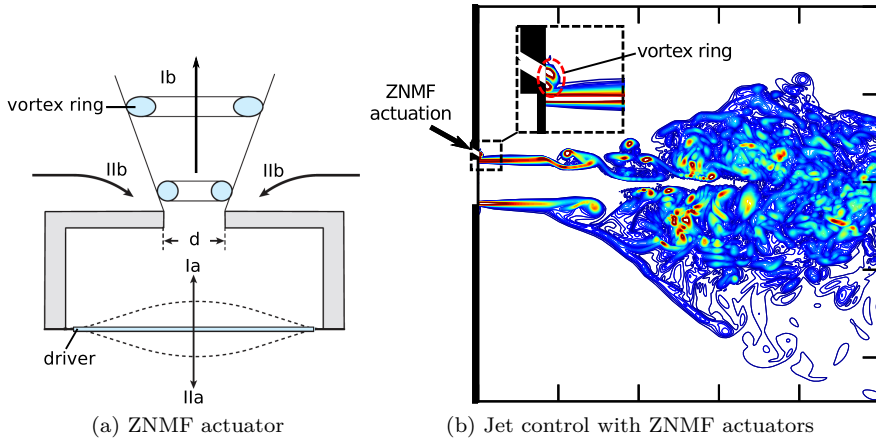 Ib
vortex ring
IIb
IIb
d
Ia
driver
IIa
(a) ZNMF actuator
vortex ring
ZNMF
actuation
(b) Jet control with ZNMF actuators